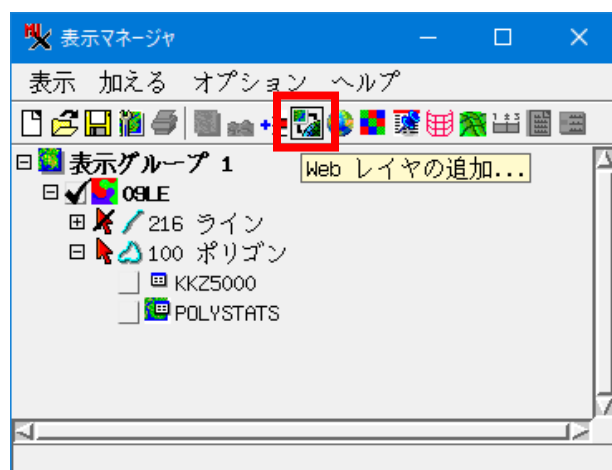 表示マネージャ
表示 加える オプション ヘルプ
表示グループ 1
Web レイヤの追加...
09LE
216 ライン
100 ポリゴン
KKZ5000
POLYSTATS